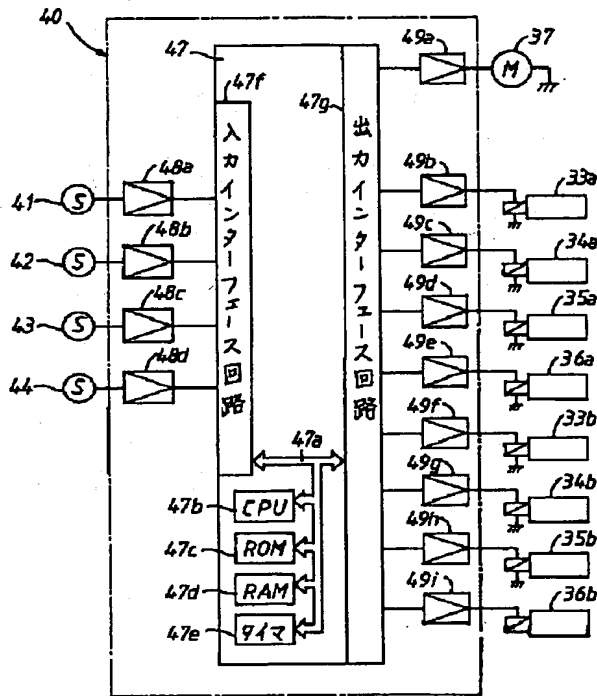 40
47
47f
47g
49a
37
M
入力インターフェース回路
出力インターフェース回路
41
S
48a
42
S
48b
43
S
48c
44
S
48d
49b
33a
49c
34a
49d
35a
49e
36a
49f
33b
49g
34b
49h
35b
49i
36b
47a
47b
CPU
47c
ROM
47d
RAM
47e
タイマ